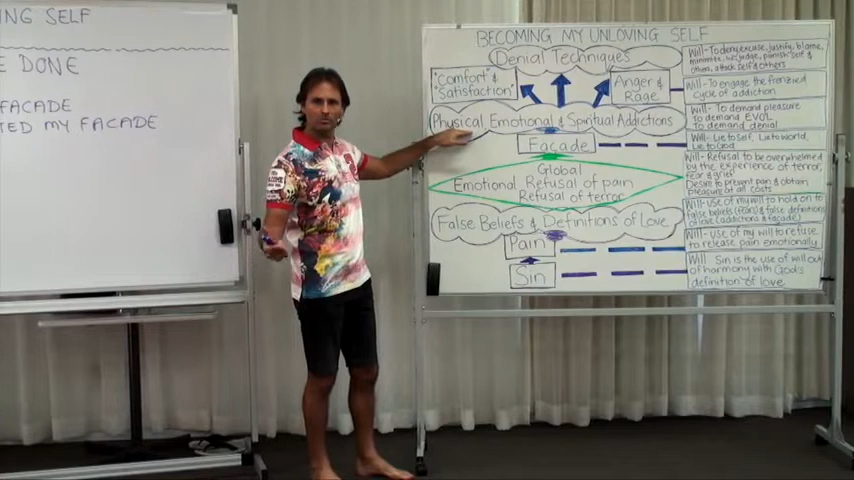 NG SELF
E DONE
FACADE
TED MY FACADE
BECOMING MY UNLOVING SELF
Denial Techniques
"Comfort &
Satisfaction"
Anger &
Rage
Physical, Emotional & Spiritual Addictions
Facade
Global
Emotional Refusal of pain
Refusal of terror
False Beliefs & Definitions of Love
Pain
Sin
Will- To deny, excuse, justify, blame,
minimize, judge, punish self &
others, attack self & others
Will- To engage the frenzied
cycle of addiction
Will- To demand pleasure
to demand EVOL
to demand denial
Will- Lie to Self, Lie to world,
Lie to God
Will- Refusal to be overwhelmed
by the experience of terror,
fear & grief
Desire to prevent pain & obtain
pleasure at all costs
Will- Use of my will to hold on to
false beliefs (fears) & false definitions
of love (addictions & facade)
Will- use of my will to refuse
to release pain emotionally
Will Sin is the use of will out
of harmony with God's
definition of love.